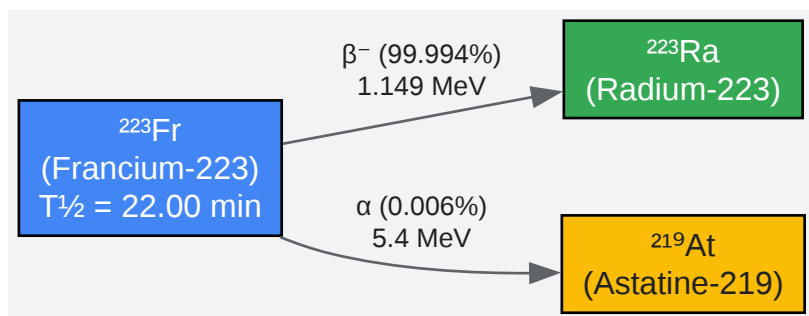 ²²³Fr
(Francium-223)
T½ = 22.00 min
β⁻ (99.994%)
1.149 MeV
²²³Ra
(Radium-223)
α (0.006%)
5.4 MeV
²¹⁹At
(Astatine-219)